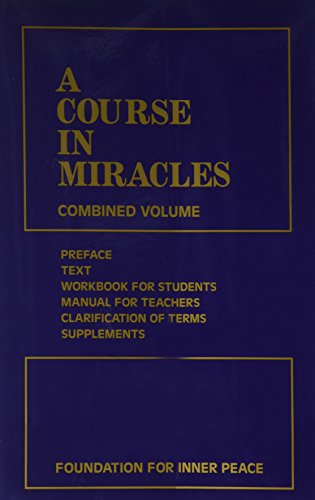 A
COURSE
IN
MIRACLES
COMBINED VOLUME
PREFACE
TEXT
WORKBOOK FOR STUDENTS
MANUAL FOR TEACHERS
CLARIFICATION OF TERMS
SUPPLEMENTS
FOUNDATION FOR INNER PEACE